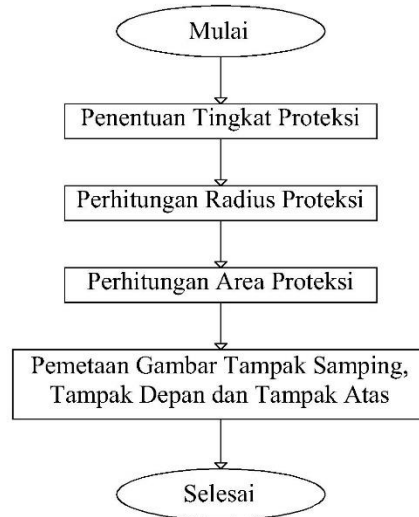 Mulai
Penentuan Tingkat Proteksi
Perhitungan Radius Proteksi
Perhitungan Area Proteksi
Pemetaan Gambar Tampak Samping,
Tampak Depan dan Tampak Atas
Selesai